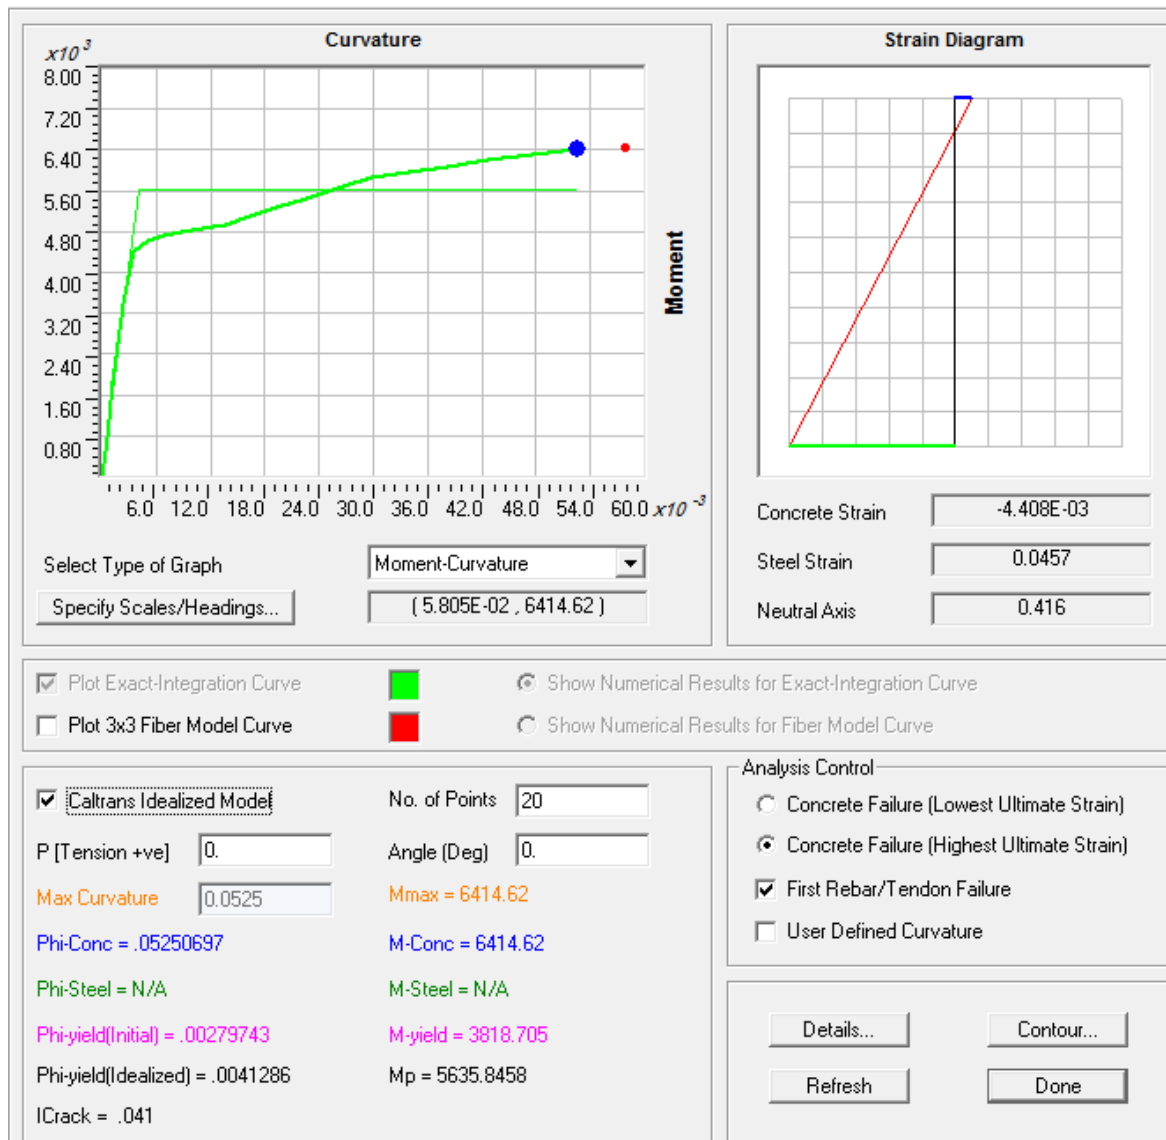 Curvature
x10 3
8.00
7.20
6.40
5.60
4.80
4.00
3.20
2.40
1.60
0.80
6.0 12.0 18.0 24.0 30.0 36.0 42.0 48.0 54.0 60.0 x10 -3
Moment
Select Type of Graph
Moment-Curvature
Specify Scales/Headings...
( 5.805E-02 , 6414.62 )
Strain Diagram
Concrete Strain
-4.408E-03
Steel Strain
0.0457
Neutral Axis
0.416
Plot Exact-Integration Curve
Show Numerical Results for Exact-Integration Curve
Plot 3x3 Fiber Model Curve
Show Numerical Results for Fiber Model Curve
Caltrans Idealized Model
No. of Points
20
P [Tension +ve]
0.
Angle (Deg)
0.
Max Curvature
0.0525
Mmax = 6414.62
Phi-Conc = .05250697
M-Conc = 6414.62
Phi-Steel = N/A
M-Steel = N/A
Phi-yield(Initial) = .00279743
M-yield = 3818.705
Phi-yield(Idealized) = .0041286
Mp = 5635.8458
ICrack = .041
Analysis Control
Concrete Failure (Lowest Ultimate Strain)
Concrete Failure (Highest Ultimate Strain)
First Rebar/Tendon Failure
User Defined Curvature
Details...
Contour...
Refresh
Done